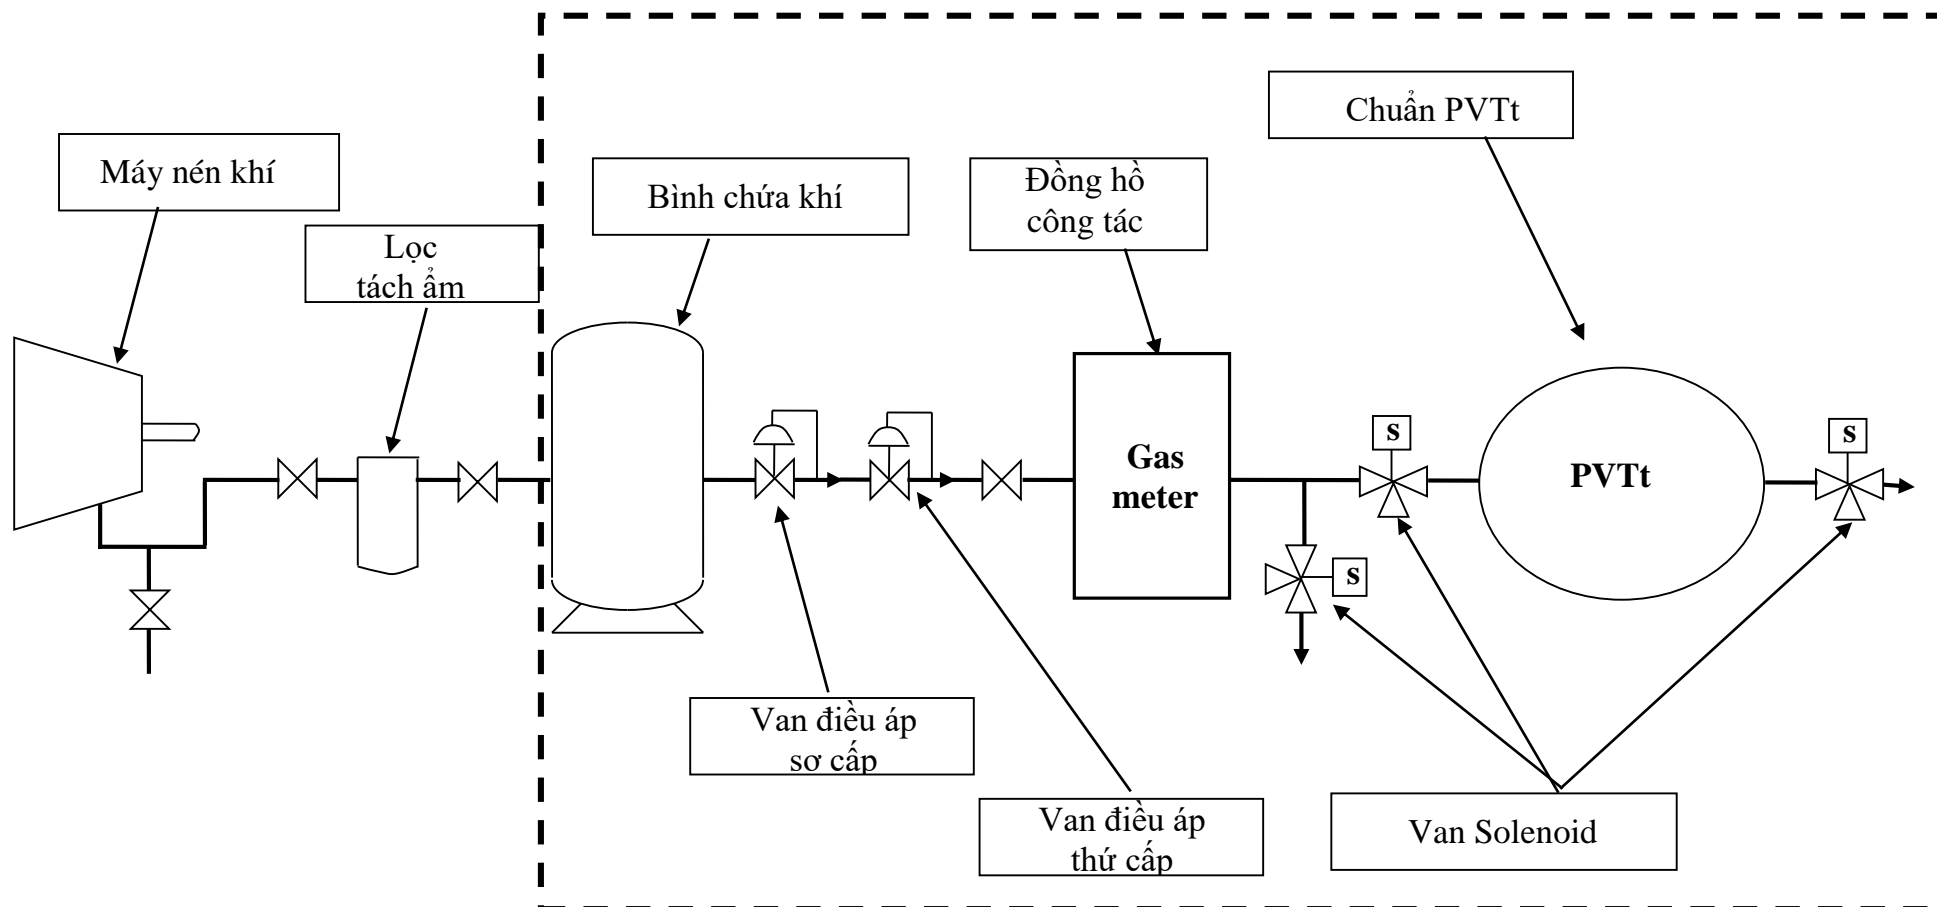 Chuẩn PVTt
Máy nén khí
Bình chứa khí
Đồng hồ
công tác
Lọc
tách ẩm
s
s
Gas
meter
PVTt
s
Van điều áp
sơ cấp
Van điều áp
thứ cấp
Van Solenoid